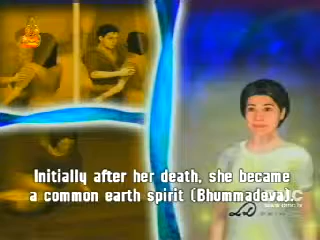 Initially after her death, she became
a common earth spirit (Bhummadeva).